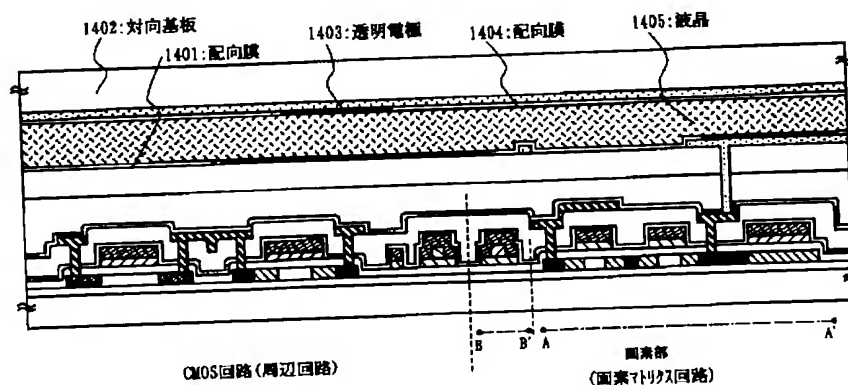 1402:対向基板
1401:配向膜
1403:透明電極
1404:配向膜
1405:液晶
B B' A A'
CMOS回路(周辺回路)
画素部
(画素マトリクス回路)